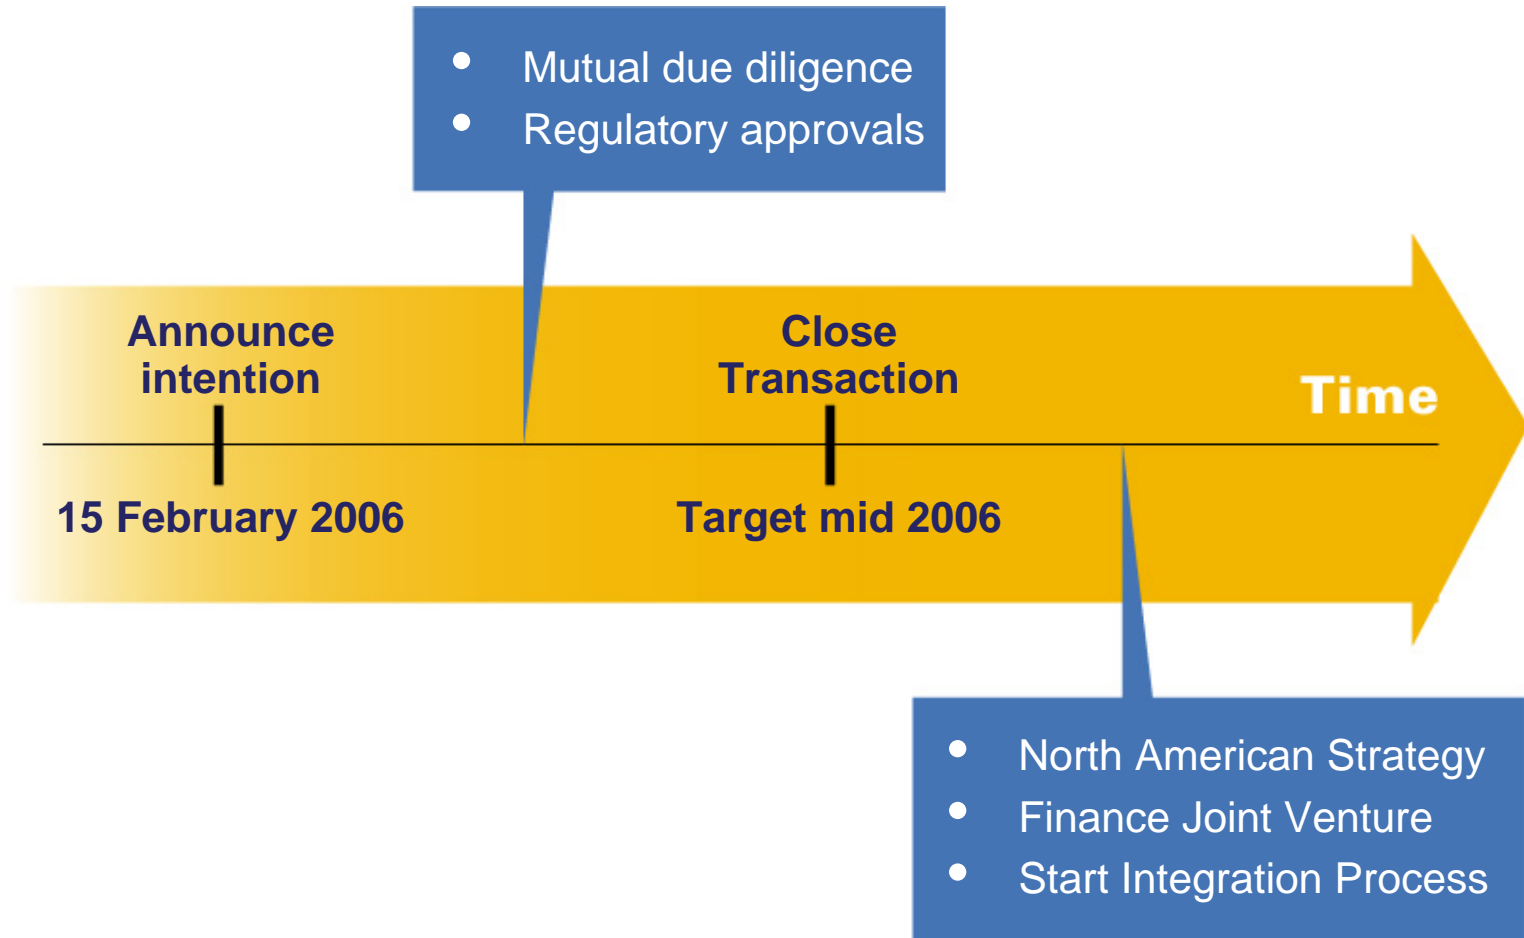 • Mutual due diligence
• Regulatory approvals
Announce
intention
Close
Transaction
Time
15 February 2006
Target mid 2006
• North American Strategy
• Finance Joint Venture
• Start Integration Process